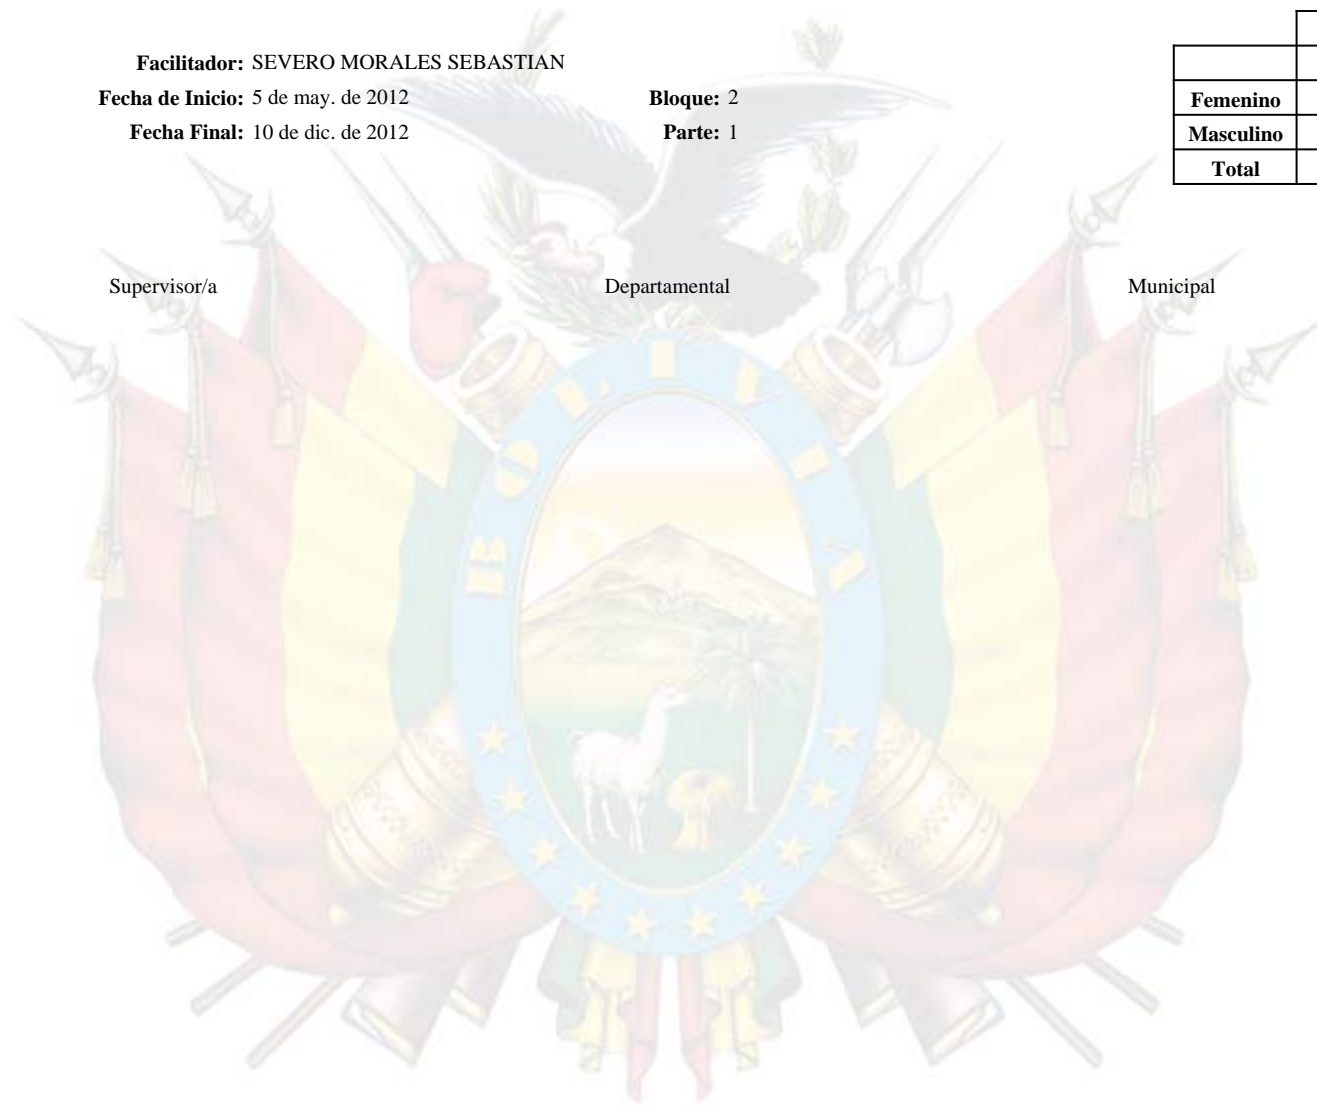 Facilitador: SEVERO MORALES SEBASTIAN
Fecha de Inicio: 5 de may. de 2012 Bloque: 2
Femenino
Fecha Final: 10 de dic. de 2012 Parte: 1
Masculino
Total
Supervisor/a Departamental Municipal
BOLIVIA